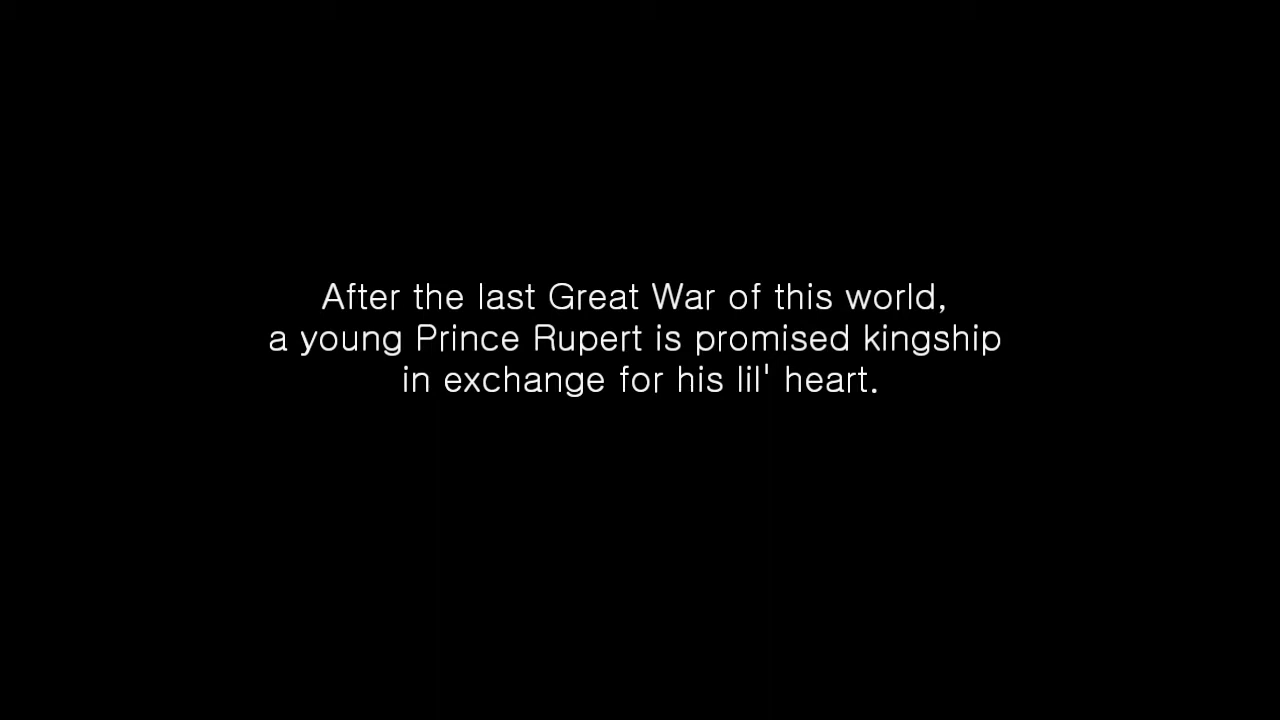 After the last Great War of this world,
a young Prince Rupert is promised kingship
in exchange for his lil' heart.